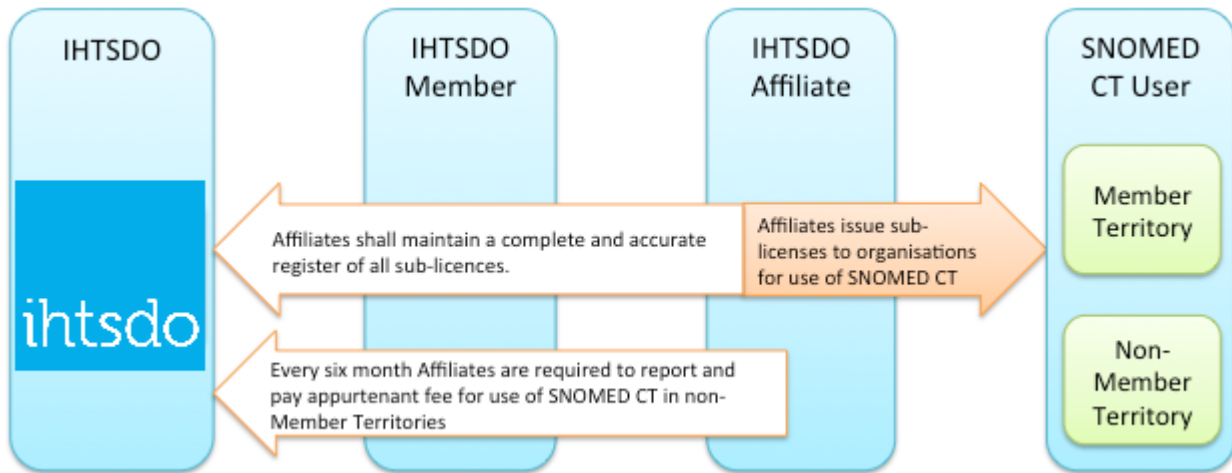 IHTSDO
IHTSDO
Member
IHTSDO
Affiliate
SNOMED
CT User
ihtsdo
Affiliates shall maintain a complete and accurate
register of all sub-licences.
Affiliates issue sub-
licenses to organisations
for use of SNOMED CT
Member
Territory
Every six month Affiliates are required to report and
pay appurtenant fee for use of SNOMED CT in non-
Member Territories
Non-
Member
Territory